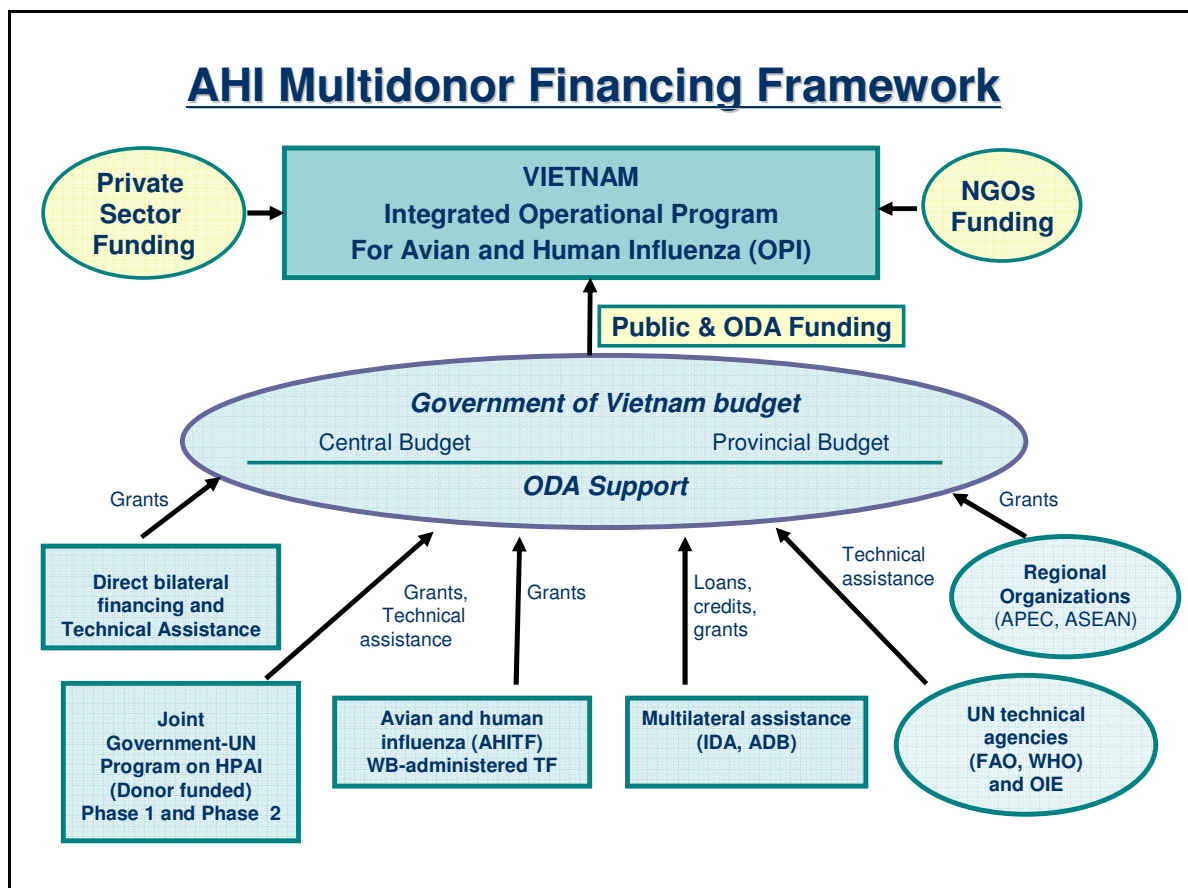 AHI Multidonor Financing Framework
Private
Sector
Funding
VIETNAM
Integrated Operational Program
For Avian and Human Influenza (OPI)
NGOs
Funding
Public & ODA Funding
Government of Vietnam budget
Central Budget
Provincial Budget
ODA Support
Grants
Grants
Direct bilateral
financing and
Technical Assistance
Grants,
Technical
assistance
Grants
Loans,
credits,
grants
Technical
assistance
Regional
Organizations
(APEC, ASEAN)
Joint
Government-UN
Program on HPAI
(Donor funded)
Phase 1 and Phase 2
Avian and human
influenza (AHITF)
WB-administered TF
Multilateral assistance
(IDA, ADB)
UN technical
agencies
(FAO, WHO)
and OIE